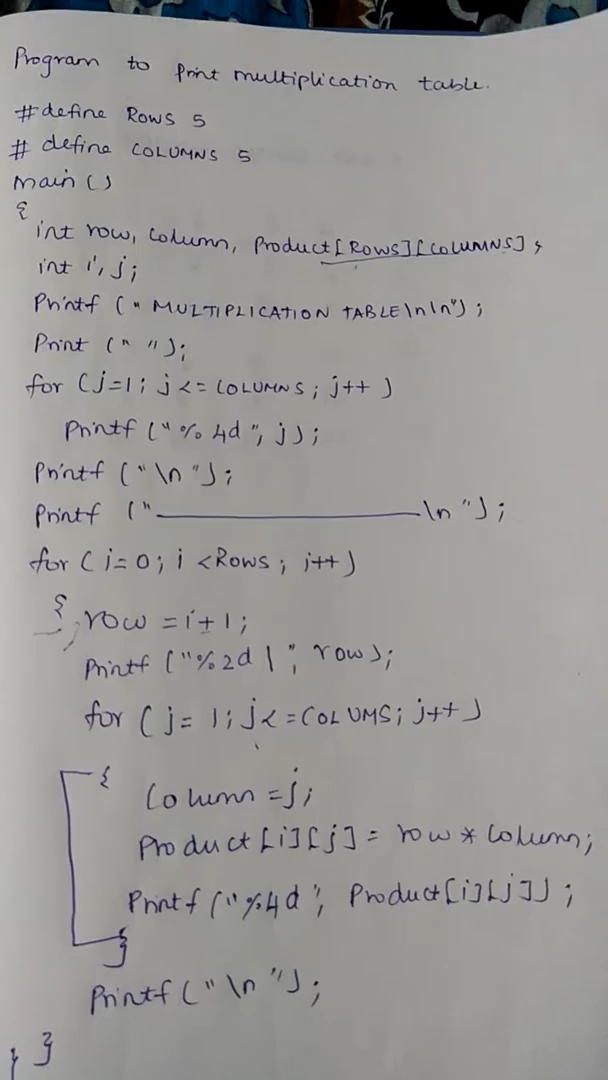 Program to Print multiplication table.
#define ROWS 5
# define COLUMNS 5
main ()
{
int row, Column, Product[ROWS][COLUMNS];
int i, j;
Printf (" MULTIPLICATION TABLE\n\n");
Print (" ");
for (j=1; j <= COLUMNS; j++ )
Printf (" % 4d ", j);
Printf ("\n ");
Printf ("____________________\n ");
for (i=0; i <ROWS; i++)
{ row = i+1;
Printf ("%2d | ", row);
for (j= 1; j<=COLUMS; j++)
{
Column =j;
Product [i][j] = row * Column;
Printf ("%4d", Product[i][j]);
}
Printf (" \n ");
} }